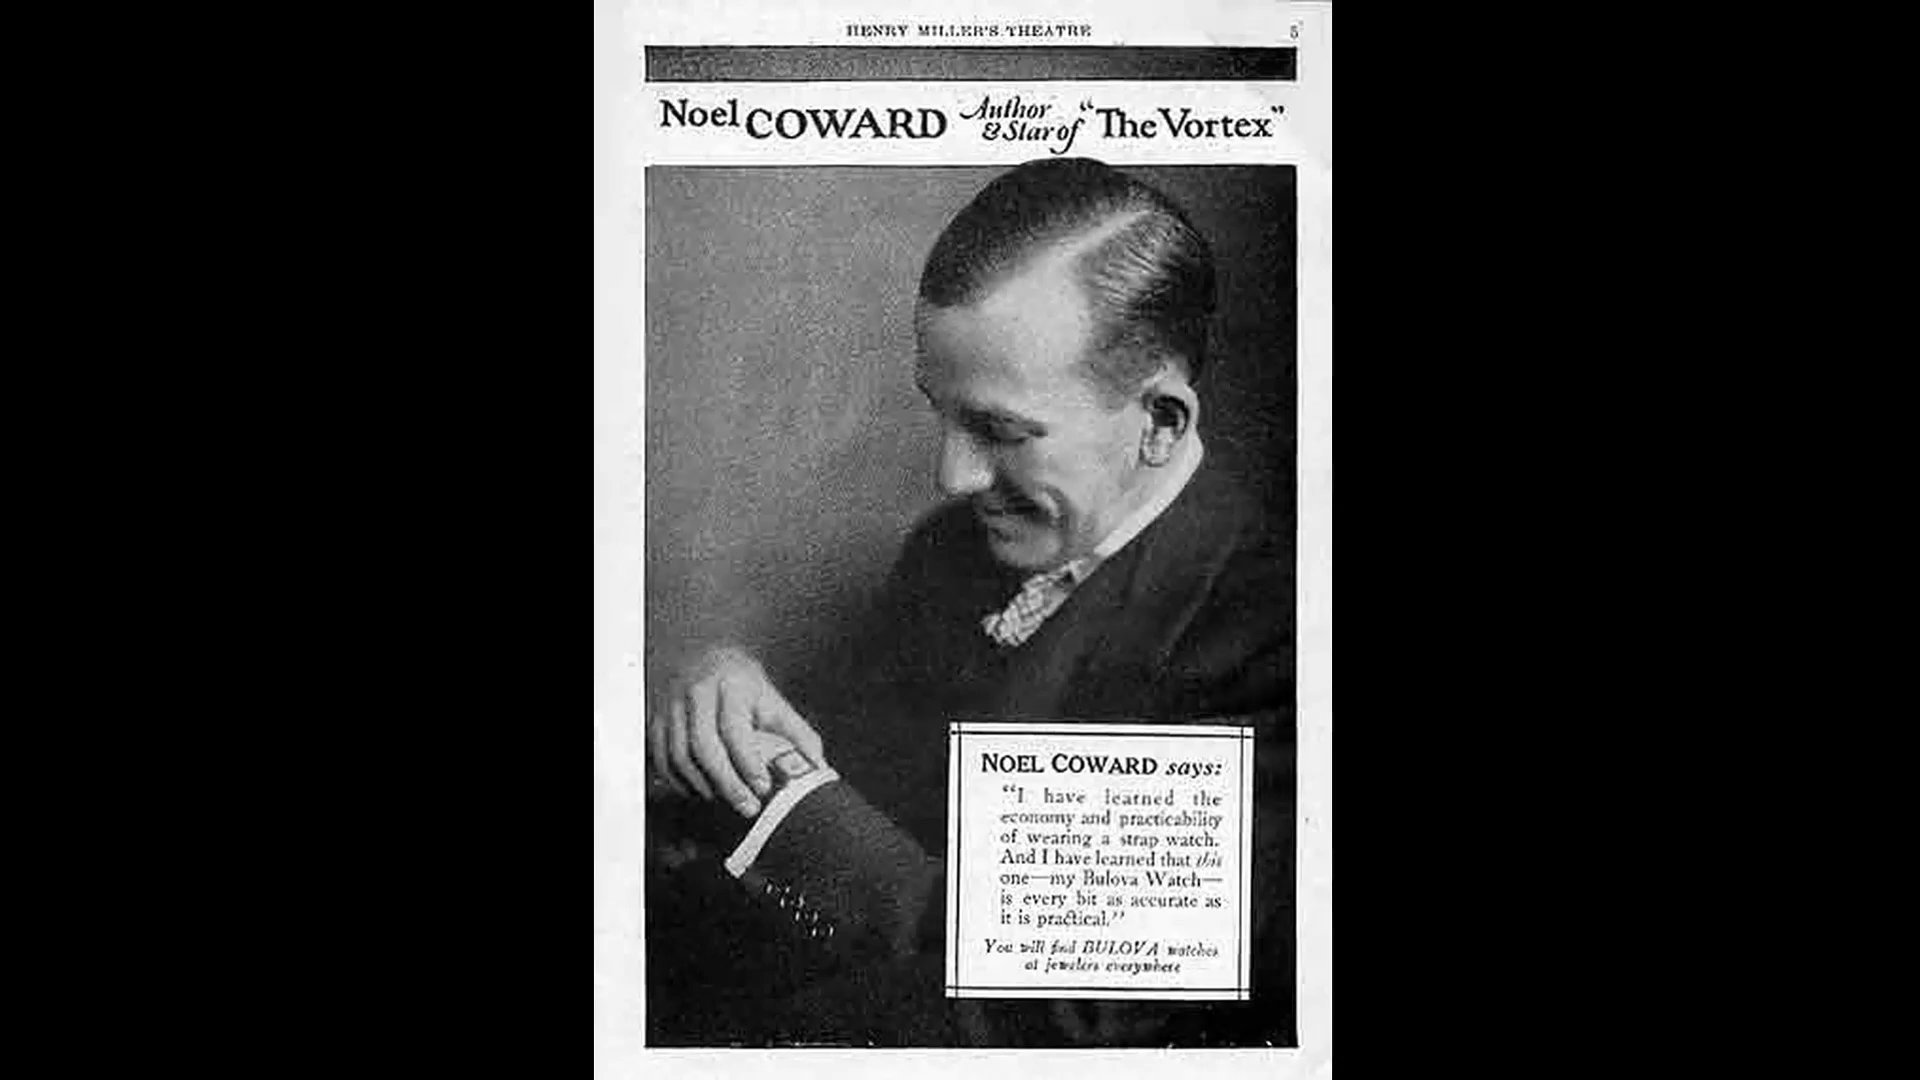 HENRY MILLER'S THEATRE 5
Noel COWARD Author & Star of "The Vortex"
NOEL COWARD says:
"I have learned the
economy and practicability
of wearing a strap watch.
And I have learned that this
one—my Bulova Watch—
is every bit as accurate as
it is practical."
You will find BULOVA watches
at jewelers everywhere